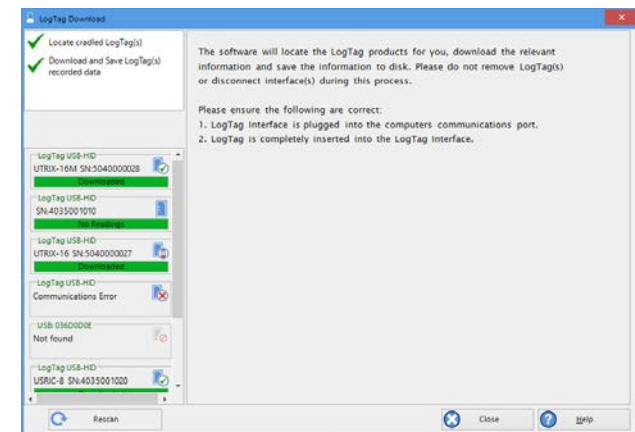 LogTag Download
Locate cradled LogTag(s)
Download and Save LogTag(s)
recorded data
The software will locate the LogTag products for you, download the relevant
information and save the information to disk. Please do not remove LogTag(s)
or disconnect interface(s) during this process.
Please ensure the following are correct:
1. LogTag Interface is plugged into the computers communications port.
2. LogTag is completely inserted into the LogTag Interface.
LogTag USB-HID
UTRIX-16M SN:5040000028
Downloaded
LogTag USB-HID
SN:4035001010
No Readings
LogTag USB-HID
UTRIX-16 SN:5040000027
Downloaded
LogTag USB-HID
Communications Error
USB: 036D0D0E
Not found
LogTag USB-HID
USRIC-8 SN:4035001020
Rescan
Close
Help